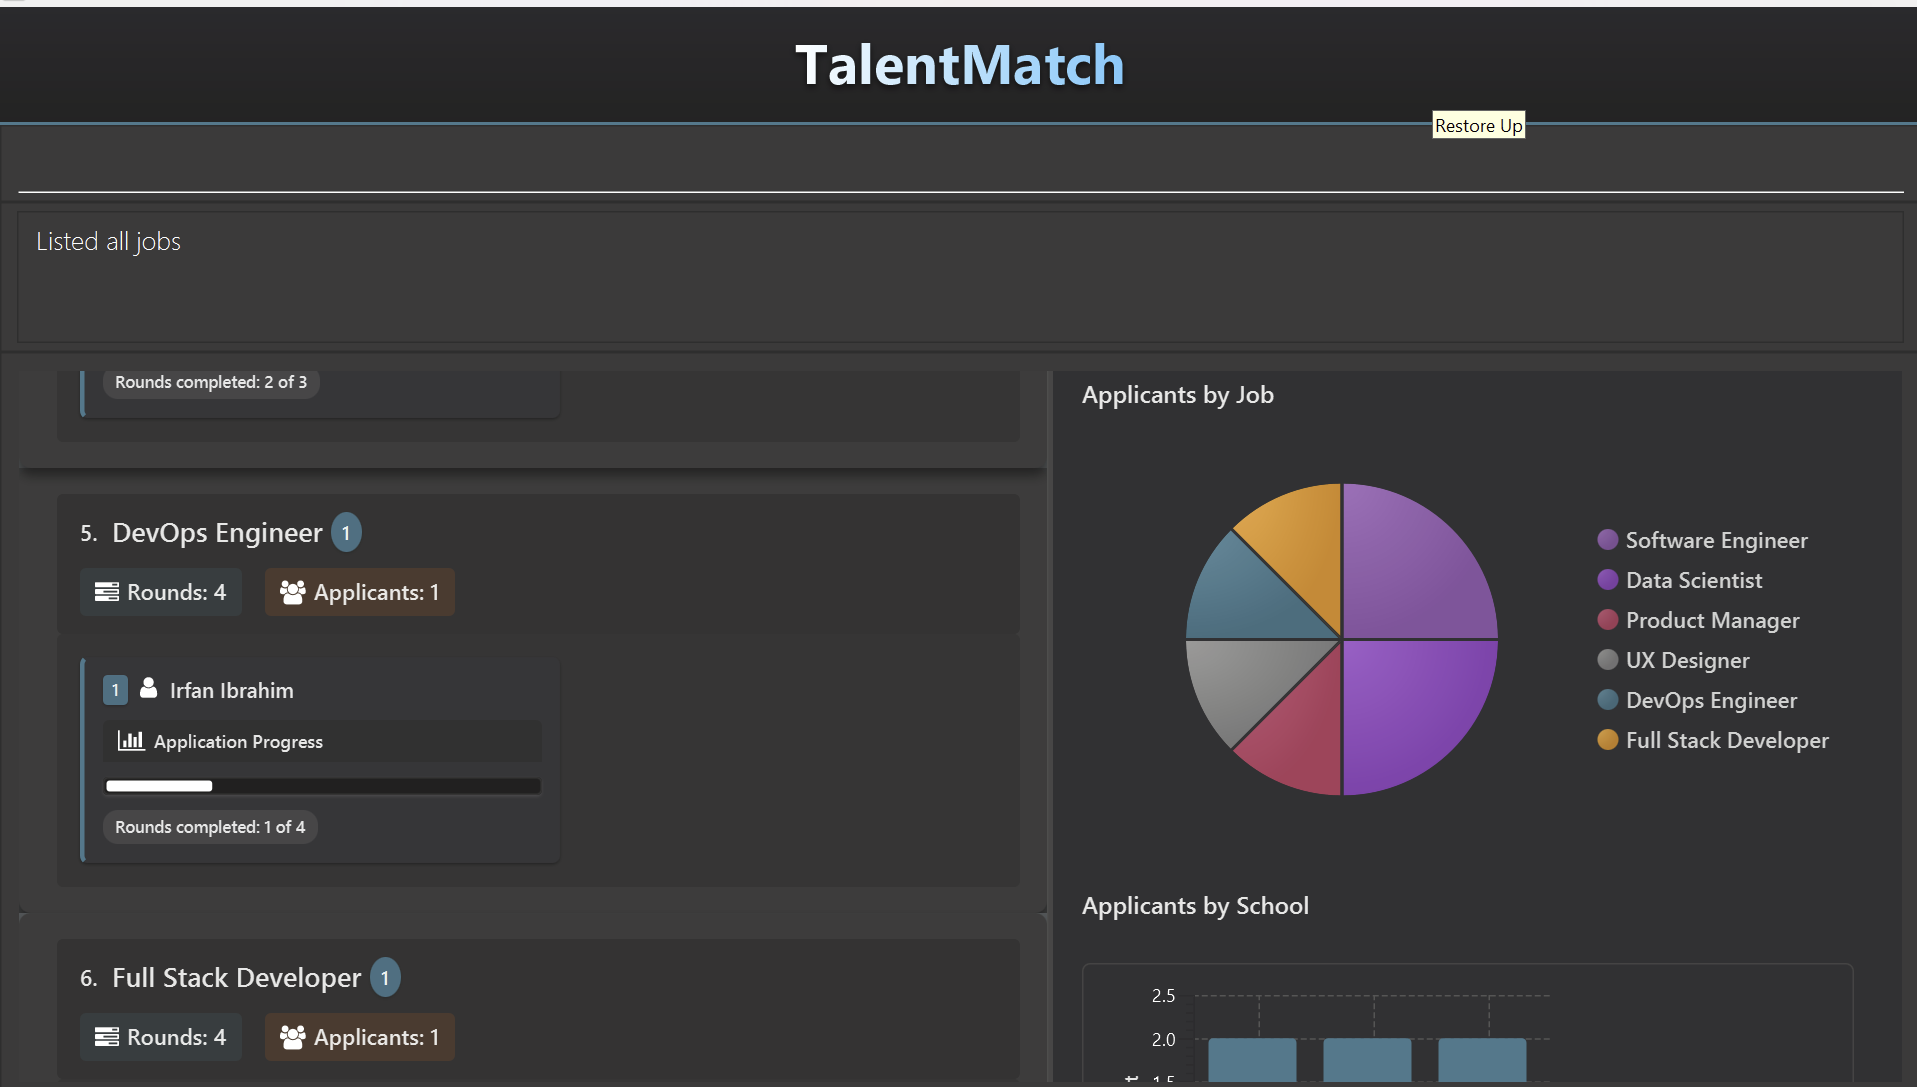 TalentMatch
Restore Up
Listed all jobs
Rounds completed: 2 of 3
5. DevOps Engineer 1
Rounds: 4 Applicants: 1
1 Irfan Ibrahim
Application Progress
Rounds completed: 1 of 4
6. Full Stack Developer 1
Rounds: 4 Applicants: 1
Applicants by Job
Software Engineer
Data Scientist
Product Manager
UX Designer
DevOps Engineer
Full Stack Developer
Applicants by School
2.5
2.0
1.5